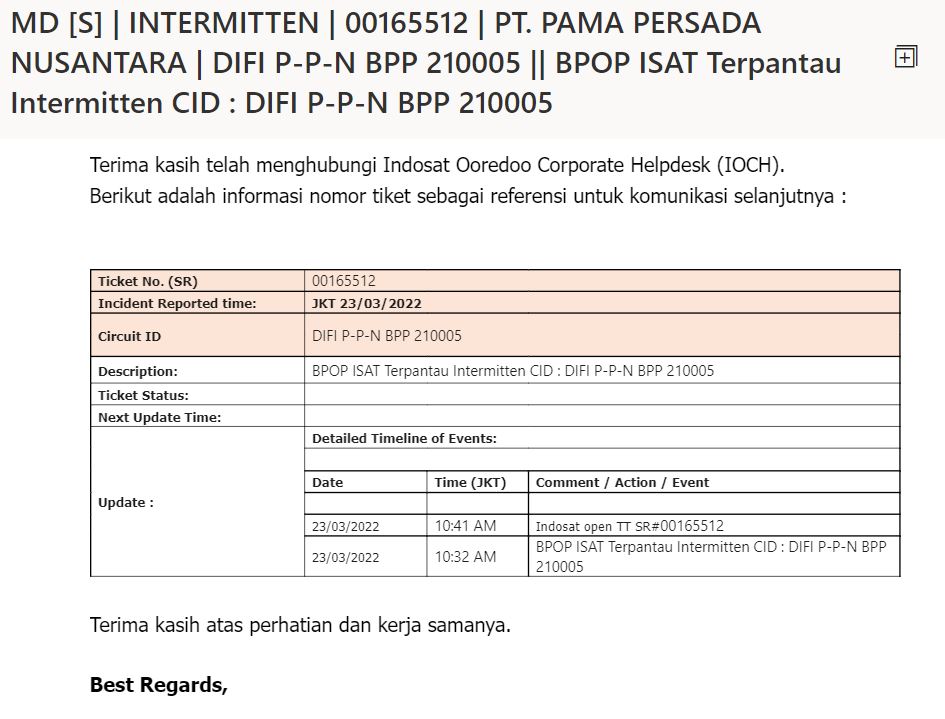 MD [S] | INTERMITTEN | 00165512 | PT. PAMA PERSADA
NUSANTARA | DIFI P-P-N BPP 210005 || BPOP ISAT Terpantau
Intermitten CID : DIFI P-P-N BPP 210005
Terima kasih telah menghubungi Indosat Ooredoo Corporate Helpdesk (IOCH).
Berikut adalah informasi nomor tiket sebagai referensi untuk komunikasi selanjutnya :
Ticket No. (SR) 00165512
Incident Reported time: JKT 23/03/2022
Circuit ID DIFI P-P-N BPP 210005
Description: BPOP ISAT Terpantau Intermitten CID : DIFI P-P-N BPP 210005
Ticket Status:
Next Update Time:
Update :
Detailed Timeline of Events:
Date Time (JKT) Comment / Action / Event
23/03/2022 10:41 AM Indosat open TT SR#00165512
23/03/2022 10:32 AM BPOP ISAT Terpantau Intermitten CID : DIFI P-P-N BPP
210005
Terima kasih atas perhatian dan kerja samanya.
Best Regards,